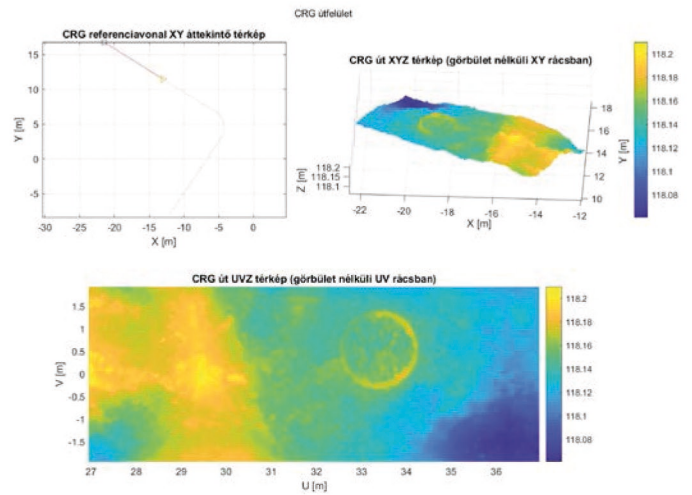 CRG útfelület
CRG referenciavonal XY áttekintő térkép
15
10
5
0
-5
Y [m]
-30 -25 -20 -15 -10 -5 0
X [m]
CRG út XYZ térkép (görbület nélküli XY rácsban)
118.2
118.15
118.1
Z [m]
-22 -20 -18 -16 -14 -12
X [m]
18
16
14
12
10
Y [m]
118.2
118.18
118.16
118.14
118.12
118.1
118.08
CRG út UVZ térkép (görbület nélküli UV rácsban)
1.5
1
0.5
0
-0.5
-1
-1.5
V [m]
27 28 29 30 31 32 33 34 35 36
U [m]
118.2
118.18
118.16
118.14
118.12
118.1
118.08